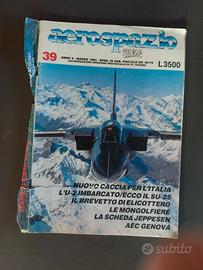 aerospazio
39
L.3500
NUOVO CACCIA PER L'ITALIA
L'U-2 IMBARCATO/ECCO IL SU-25
IL BREVETTO DI ELICOTTERO
LE MONGOLFIERE
LA SCHEDA JEPPESEN
AEC GENOVA
subito